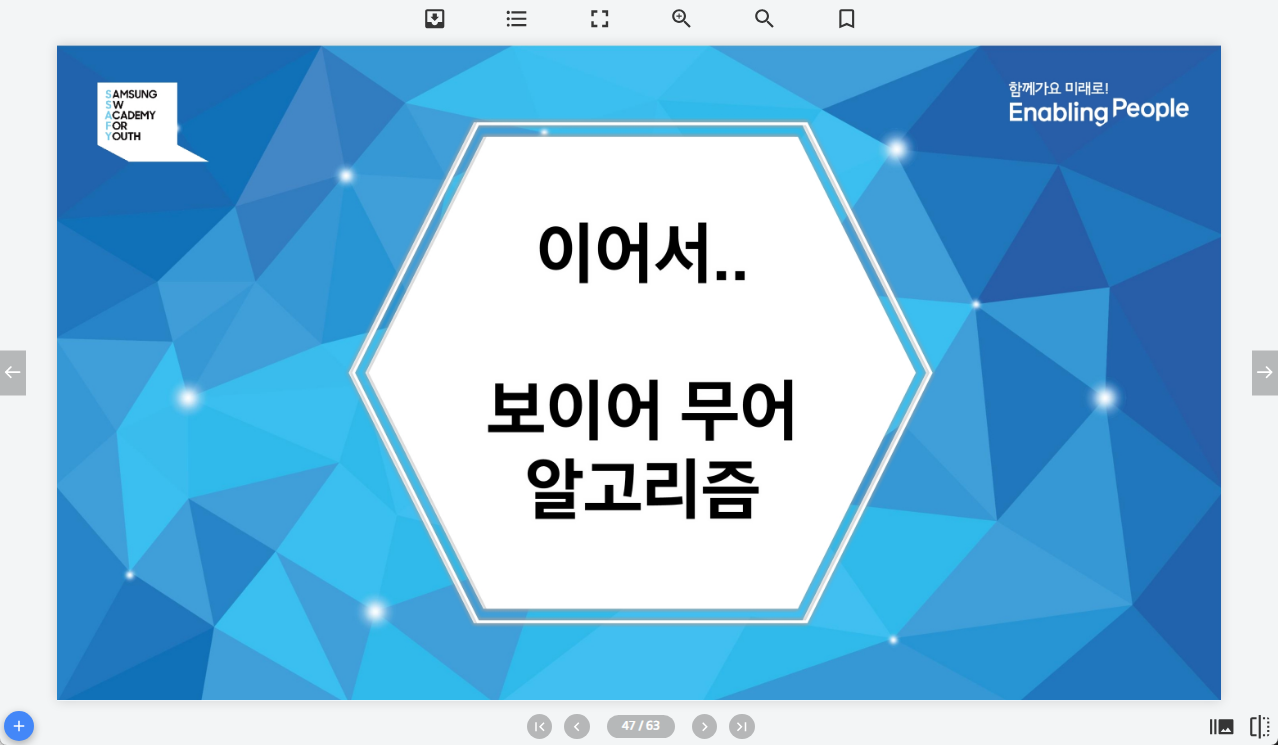 SAMSUNG
SW
ACADEMY
FOR
YOUTH
함께가요 미래로!
Enabling People
이어서..
보이어 무어
알고리즘
47 / 63